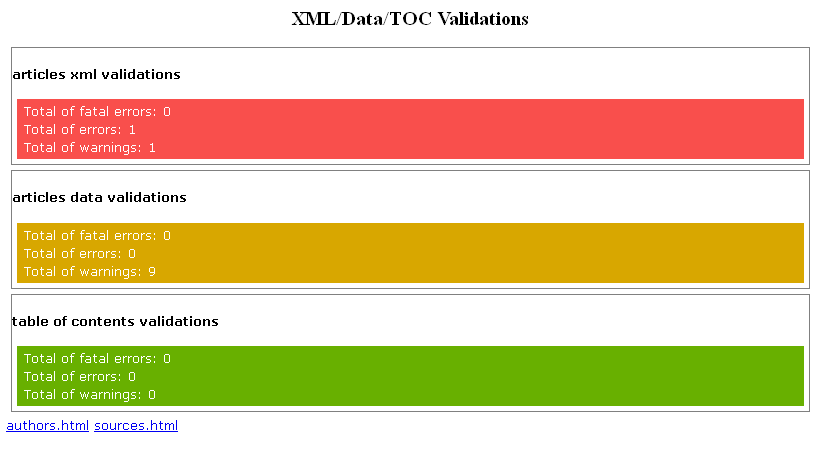 XML/Data/TOC Validations
articles xml validations
Total of fatal errors: 0
Total of errors: 1
Total of warnings: 1
articles data validations
Total of fatal errors: 0
Total of errors: 0
Total of warnings: 9
table of contents validations
Total of fatal errors: 0
Total of errors: 0
Total of warnings: 0
authors.html sources.html